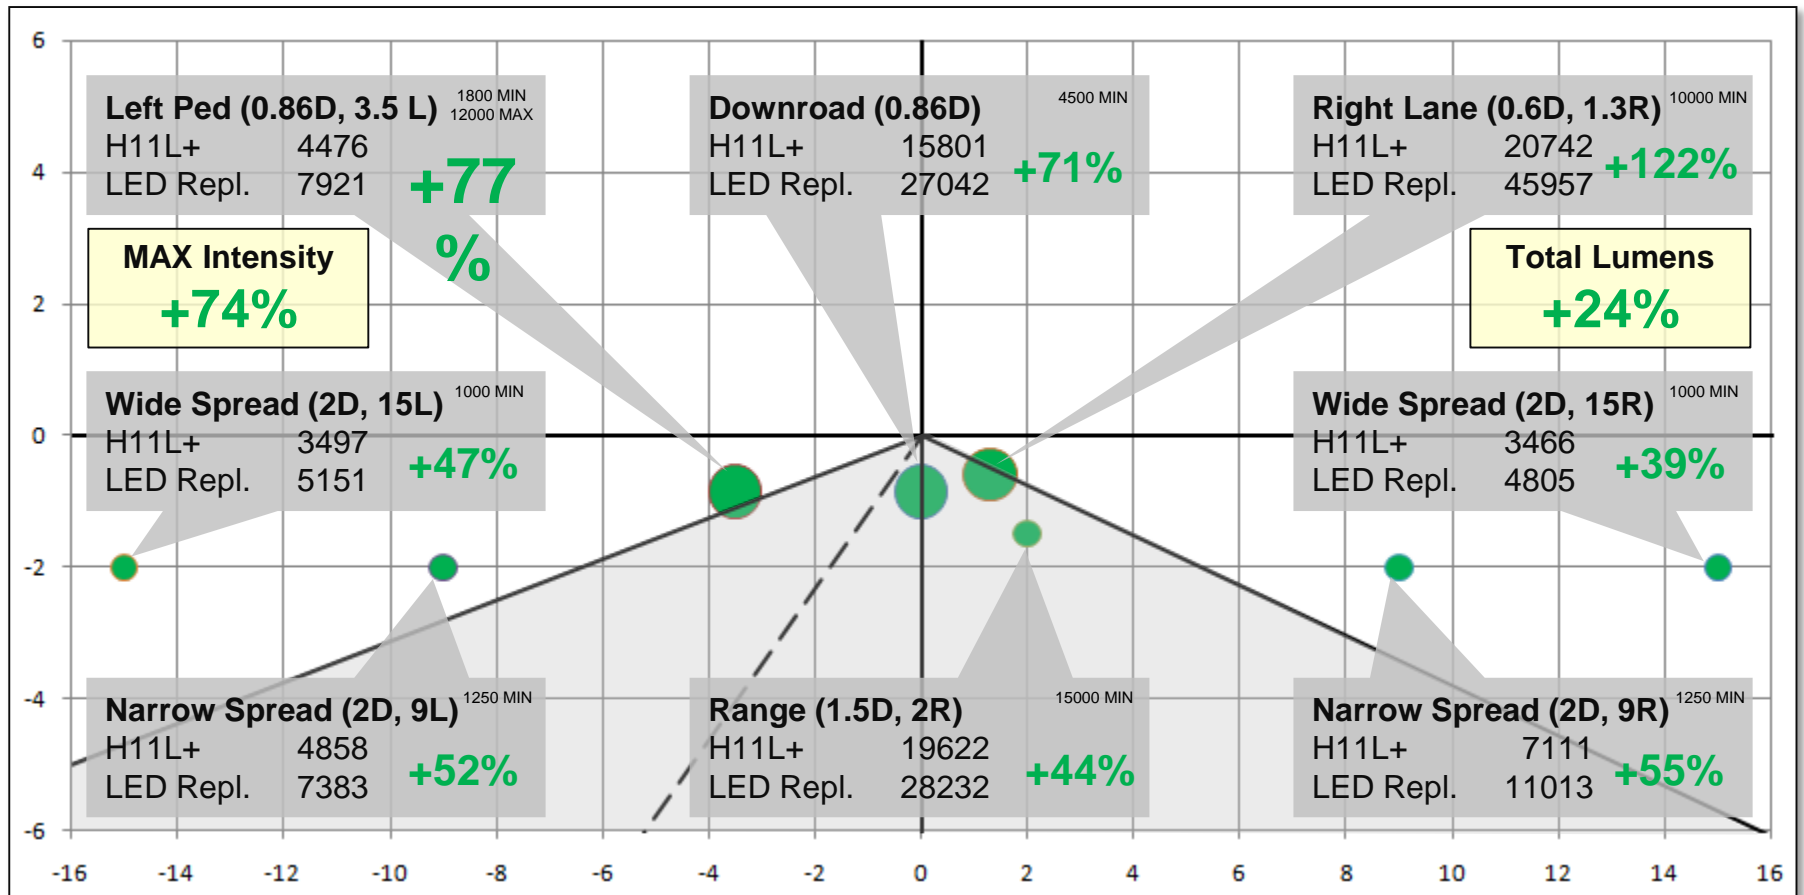 6
4
2
0
-2
-4
-6
Left Ped (0.86D, 3.5 L)
1800 MIN
12000 MAX
H11L+ 4476
LED Repl. 7921
+77
%
Downroad (0.86D)
4500 MIN
H11L+ 15801
LED Repl. 27042
+71%
Right Lane (0.6D, 1.3R)
10000 MIN
H11L+ 20742
LED Repl. 45957
+122%
MAX Intensity
+74%
Total Lumens
+24%
Wide Spread (2D, 15L)
1000 MIN
H11L+ 3497
LED Repl. 5151
+47%
Wide Spread (2D, 15R)
1000 MIN
H11L+ 3466
LED Repl. 4805
+39%
Narrow Spread (2D, 9L)
1250 MIN
H11L+ 4858
LED Repl. 7383
+52%
Range (1.5D, 2R)
15000 MIN
H11L+ 19622
LED Repl. 28232
+44%
Narrow Spread (2D, 9R)
1250 MIN
H11L+ 7111
LED Repl. 11013
+55%
-16 -14 -12 -10 -8 -6 -4 -2 0 2 4 6 8 10 12 14 16